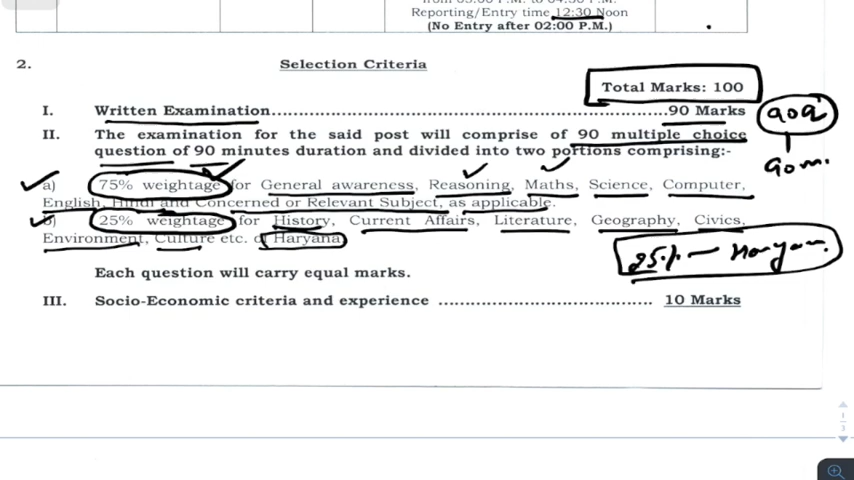 Reporting/Entry time 12:30 Noon
(No Entry after 02:00 P.M.)
2. Selection Criteria
Total Marks: 100
I. Written Examination..................................................................................90 Marks
90Q
II. The examination for the said post will comprise of 90 multiple choice
question of 90 minutes duration and divided into two portions comprising:-
90m.
a) 75% weightage for General awareness, Reasoning, Maths, Science, Computer,
English, Hindi and Concerned or Relevant Subject, as applicable.
b) 25% weightage for History, Current Affairs, Literature, Geography, Civics,
Environment, Culture etc. of Haryana.
25% — Haryana
Each question will carry equal marks.
III. Socio-Economic criteria and experience ............................................ 10 Marks